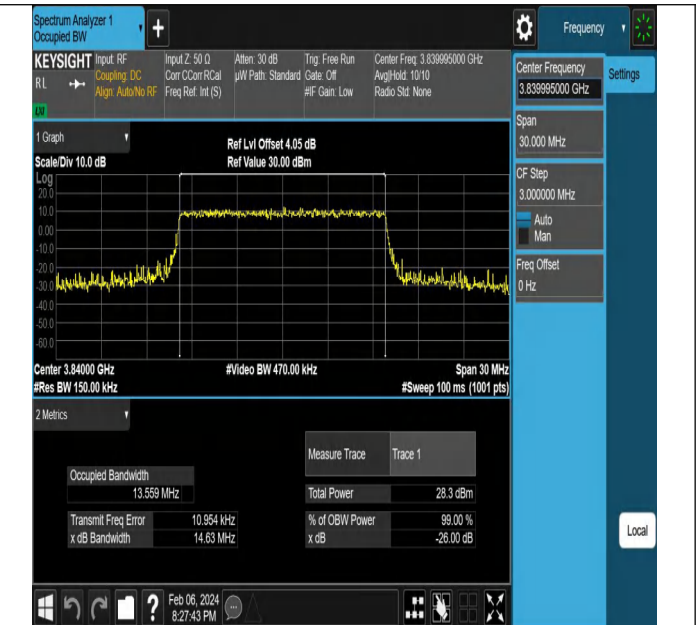 Spectrum Analyzer 1
Occupied BW
+
Frequency
KEYSIGHT
RL
Input: RF
Coupling: DC
Align: Auto/No RF
Input Z: 50 Ω
Corr CCorr RCal
Freq Ref: Int (S)
Atten: 30 dB
µW Path: Standard
Trig: Free Run
Gate: Off
#IF Gain: Low
Center Freq: 3.839995000 GHz
Avg|Hold: 10/10
Radio Std: None
Center Frequency
3.839995000 GHz
Settings
Span
30.000 MHz
CF Step
3.000000 MHz
Auto
Man
Freq Offset
0 Hz
Local
1 Graph
Scale/Div 10.0 dB
Ref Lvl Offset 4.05 dB
Ref Value 30.00 dBm
Log
20.0
10.0
0.00
-10.0
-20.0
-30.0
-40.0
-50.0
-60.0
Center 3.84000 GHz
#Video BW 470.00 kHz
Span 30 MHz
#Res BW 150.00 kHz
#Sweep 100 ms (1001 pts)
2 Metrics
Measure Trace Trace 1
Occupied Bandwidth
13.559 MHz
Total Power 28.3 dBm
Transmit Freq Error 10.954 kHz
% of OBW Power 99.00 %
x dB Bandwidth 14.63 MHz
x dB -26.00 dB
?
Feb 06, 2024
8:27:43 PM